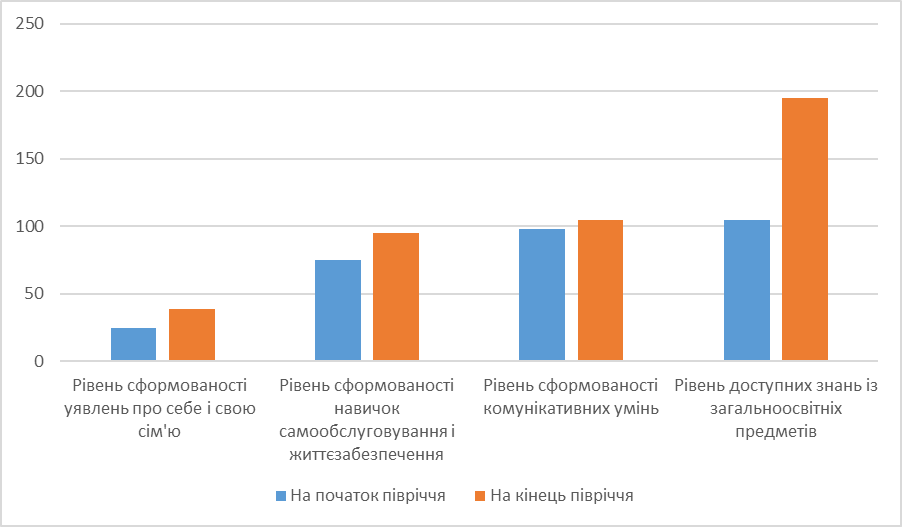 250
200
150
100
50
0
Рівень сформованості
уявлень про себе і свою
сім'ю
Рівень сформованості
навичок
самообслуговування і
життєзабезпечення
Рівень сформованості
комунікативних умінь
Рівень доступних знань із
загальноосвітніх
предметів
На початок півріччя
На кінець півріччя